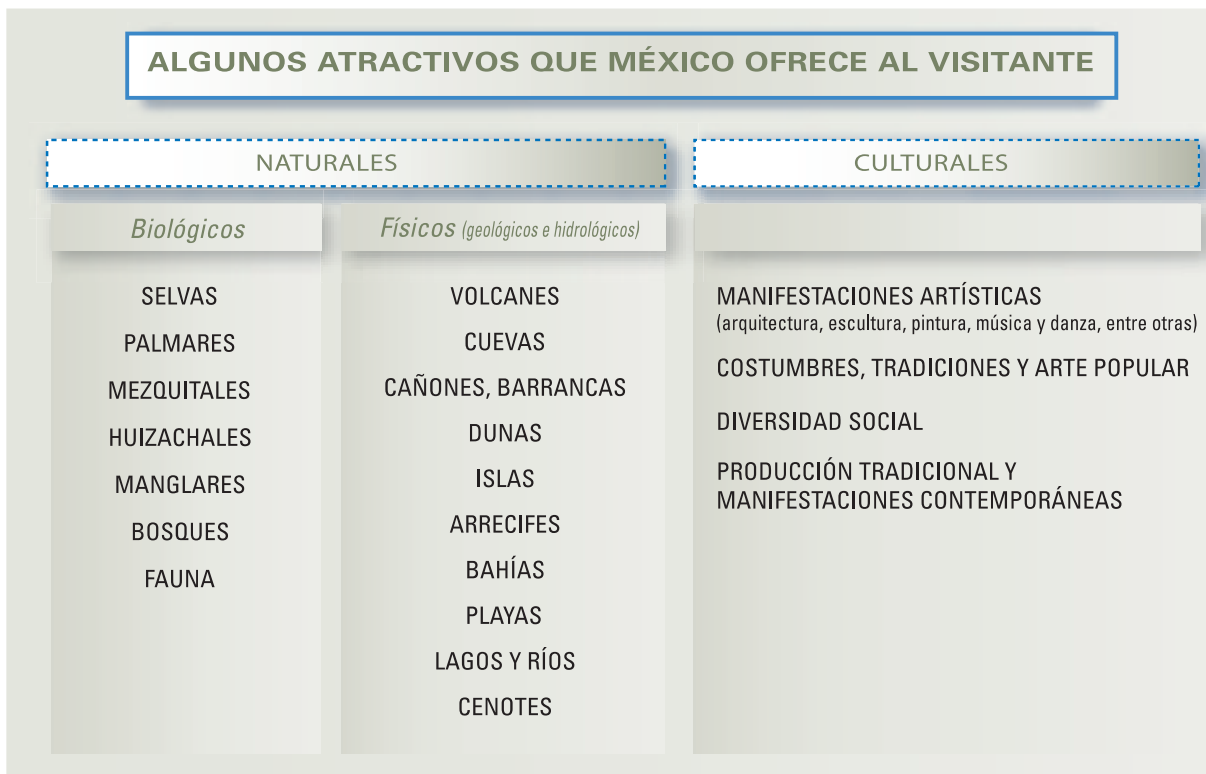 ALGUNOS ATRACTIVOS QUE MÉXICO OFRECE AL VISITANTE
NATURALES
Biológicos
SELVAS
PALMARES
MEZQUITALES
HUIZACHALES
MANGLARES
BOSQUES
FAUNA
Físicos (geológicos e hidrológicos)
VOLCANES
CUEVAS
CAÑONES, BARRANCAS
DUNAS
ISLAS
ARRECIFES
BAHÍAS
PLAYAS
LAGOS Y RÍOS
CENOTES
CULTURALES
MANIFESTACIONES ARTÍSTICAS
(arquitectura, escultura, pintura, música y danza, entre otras)
COSTUMBRES, TRADICIONES Y ARTE POPULAR
DIVERSIDAD SOCIAL
PRODUCCIÓN TRADICIONAL Y
MANIFESTACIONES CONTEMPORÁNEAS